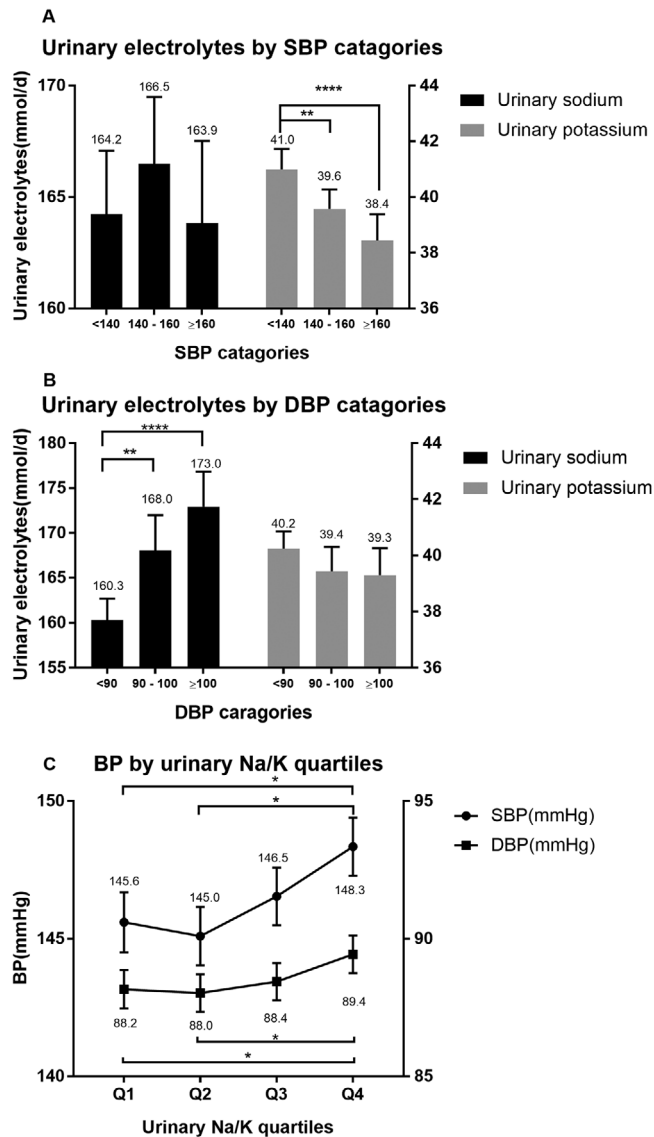 A
Urinary electrolytes by SBP catagories
Urinary electrolytes(mmol/d)
170
165
160
44
42
40
38
36
164.2
166.5
163.9
41.0
39.6
38.4
**
****
Urinary sodium
Urinary potassium
<140 140 - 160 ≥160
<140 140 - 160 ≥160
SBP catagories
B
Urinary electrolytes by DBP catagories
Urinary electrolytes(mmol/d)
180
175
170
165
160
155
44
42
40
38
36
****
**
160.3
168.0
173.0
40.2
39.4
39.3
Urinary sodium
Urinary potassium
<90 90 - 100 ≥100
<90 90 - 100 ≥100
DBP caragories
C
BP by urinary Na/K quartiles
BP(mmHg)
150
145
140
95
90
85
*
*
145.6
145.0
146.5
148.3
88.2
88.0
88.4
89.4
*
*
SBP(mmHg)
DBP(mmHg)
Q1 Q2 Q3 Q4
Urinary Na/K quartiles